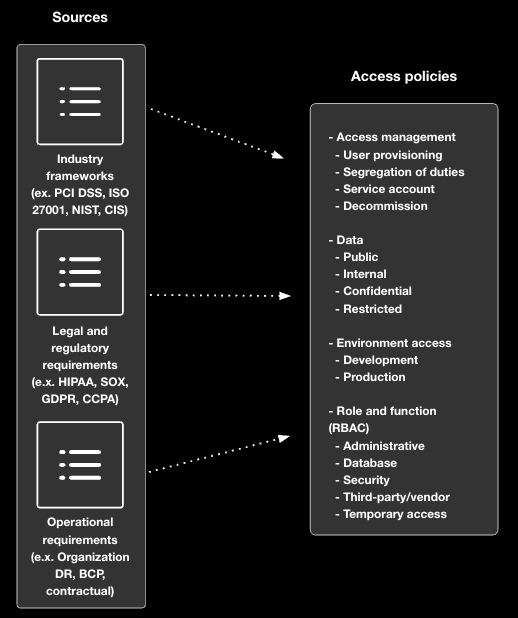 Sources
Industry
frameworks
(ex. PCI DSS, ISO
27001, NIST, CIS)
Legal and
regulatory
requirements
(e.x. HIPAA, SOX,
GDPR, CCPA)
Operational
requirements
(e.x. Organization
DR, BCP,
contractual)
Access policies
- Access management
- User provisioning
- Segregation of duties
- Service account
- Decommission
- Data
- Public
- Internal
- Confidential
- Restricted
- Environment access
- Development
- Production
- Role and function
(RBAC)
- Administrative
- Database
- Security
- Third-party/vendor
- Temporary access